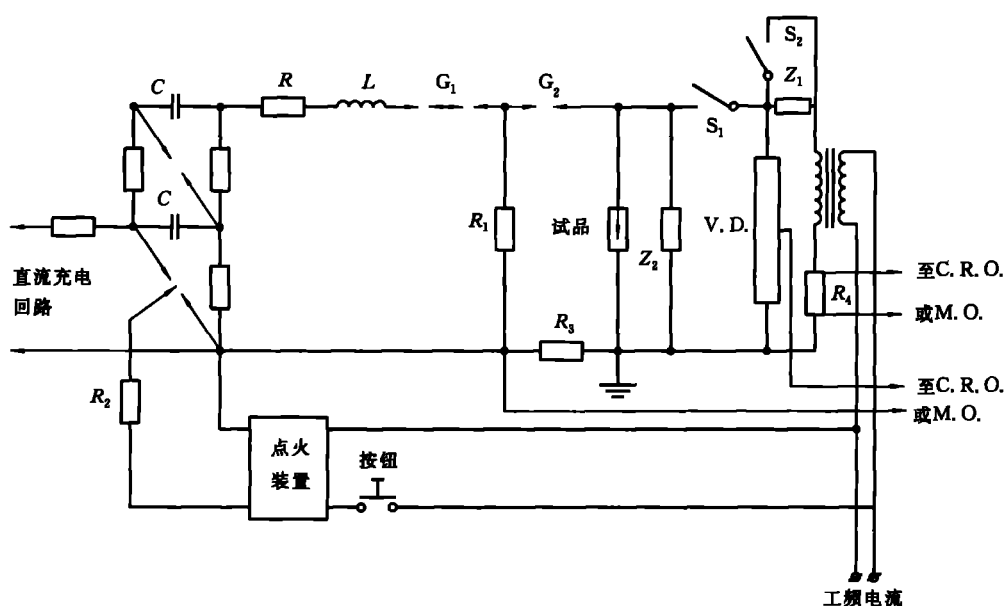 S₂
C
R
L
G₁
G₂
Z₁
S₁
C
R₁
试品
Z₂
V. D.
直流充电
回路
R₃
R₄
至C. R. O.
或M. O.
R₂
至C. R. O.
或M. O.
点火
装置
按钮
工频电流